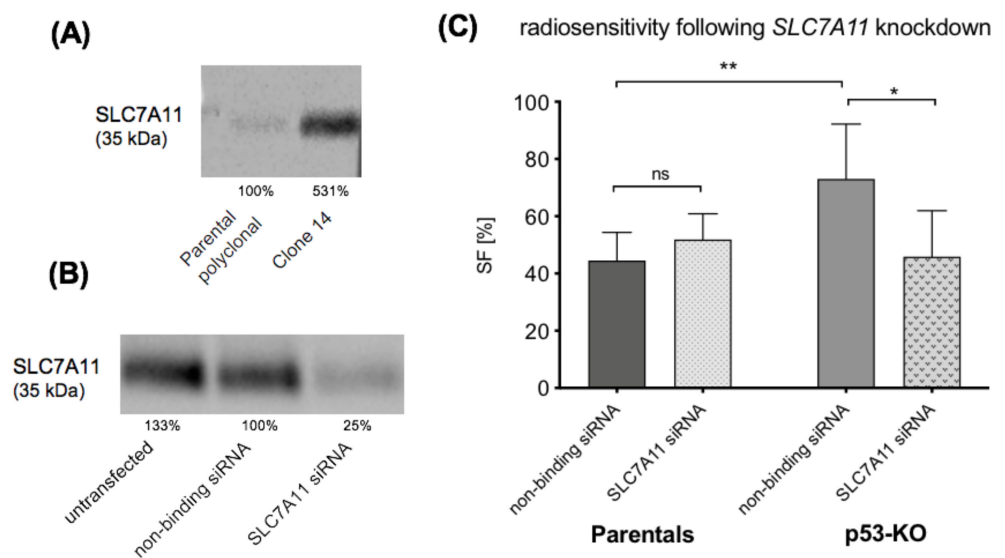 (A)
SLC7A11
(35 kDa)
100%
531%
Parental
polyclonal
Clone 14
(B)
SLC7A11
(35 kDa)
133%
100%
25%
untransfected
non-binding siRNA
SLC7A11 siRNA
(C)
radiosensitivity following SLC7A11 knockdown
**
*
ns
SF [%]
100
80
60
40
20
0
non-binding siRNA
SLC7A11 siRNA
non-binding siRNA
SLC7A11 siRNA
Parentals
p53-KO